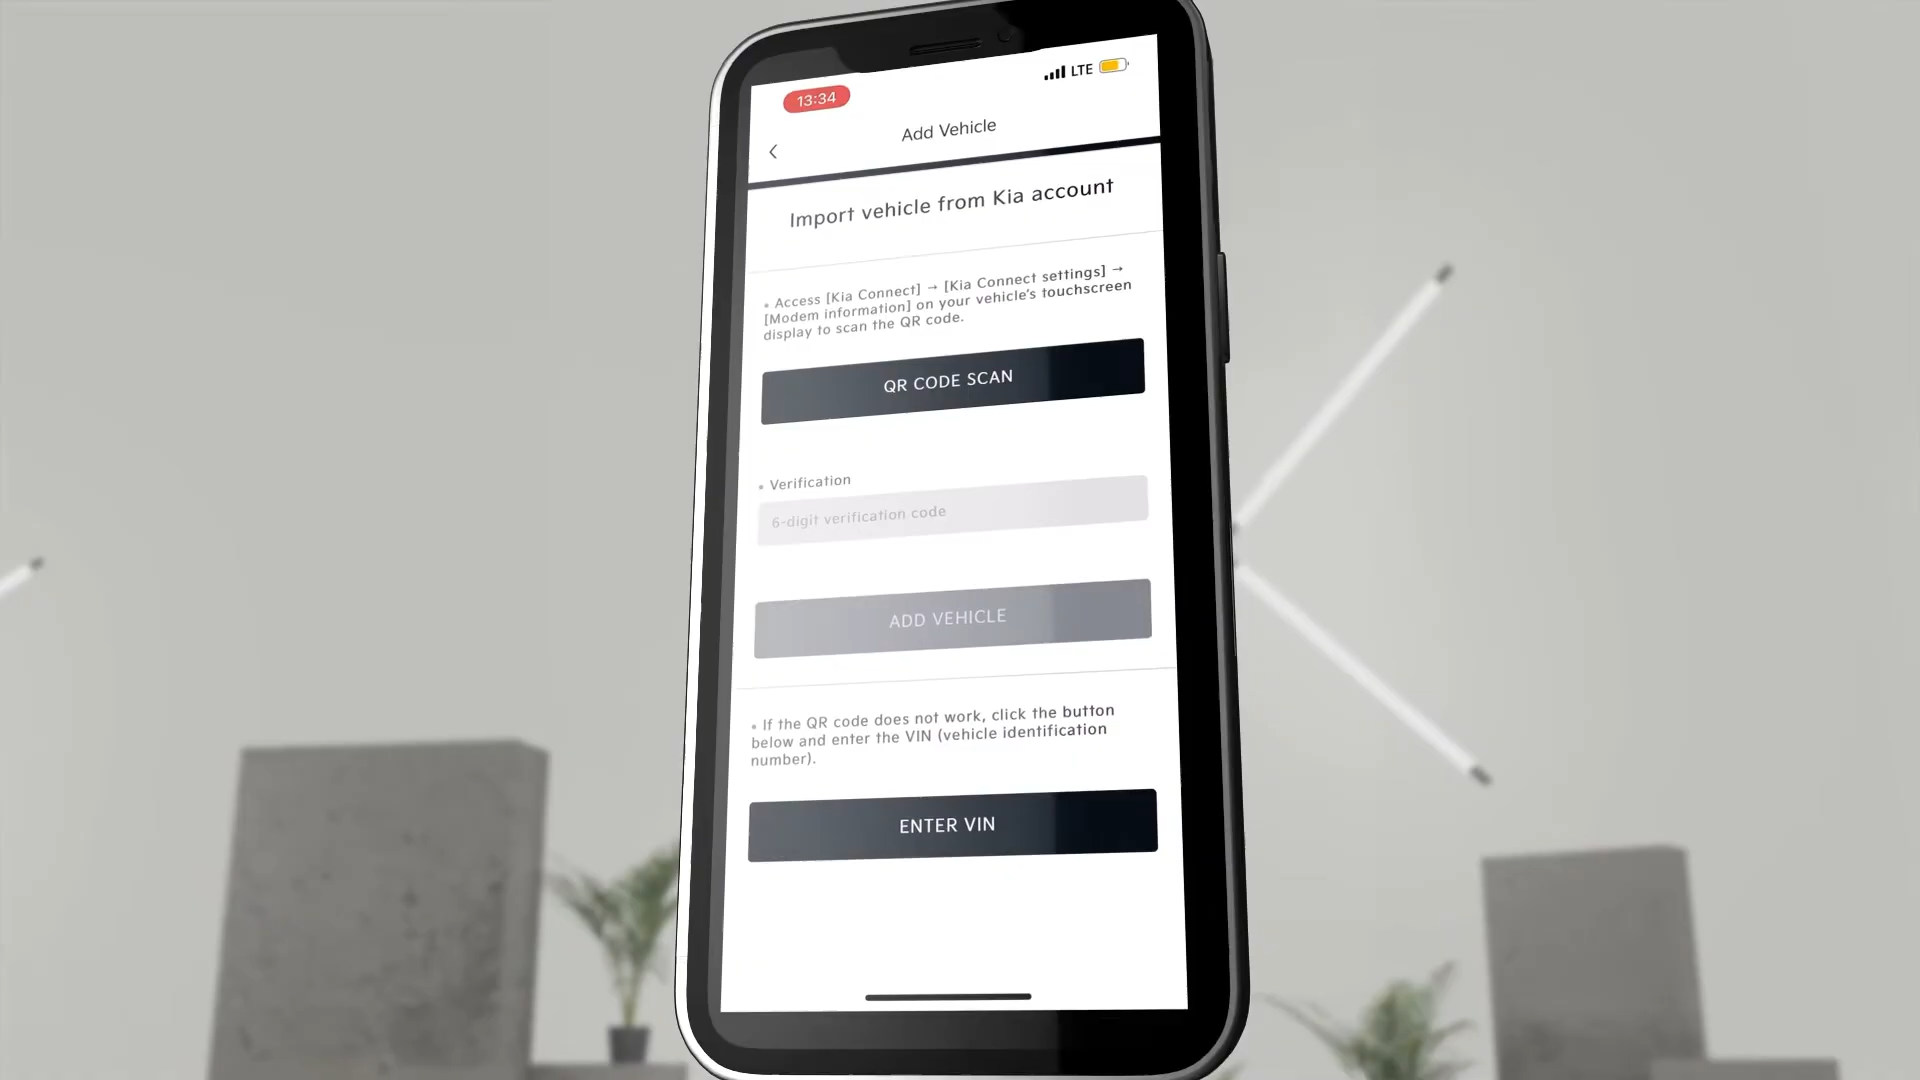 13:34
LTE
Add Vehicle
Import vehicle from Kia account
• Access [Kia Connect] → [Kia Connect settings] →
[Modem information] on your vehicle's touchscreen
display to scan the QR code.
QR CODE SCAN
• Verification
6-digit verification code
ADD VEHICLE
• If the QR code does not work, click the button
below and enter the VIN (vehicle identification
number).
ENTER VIN